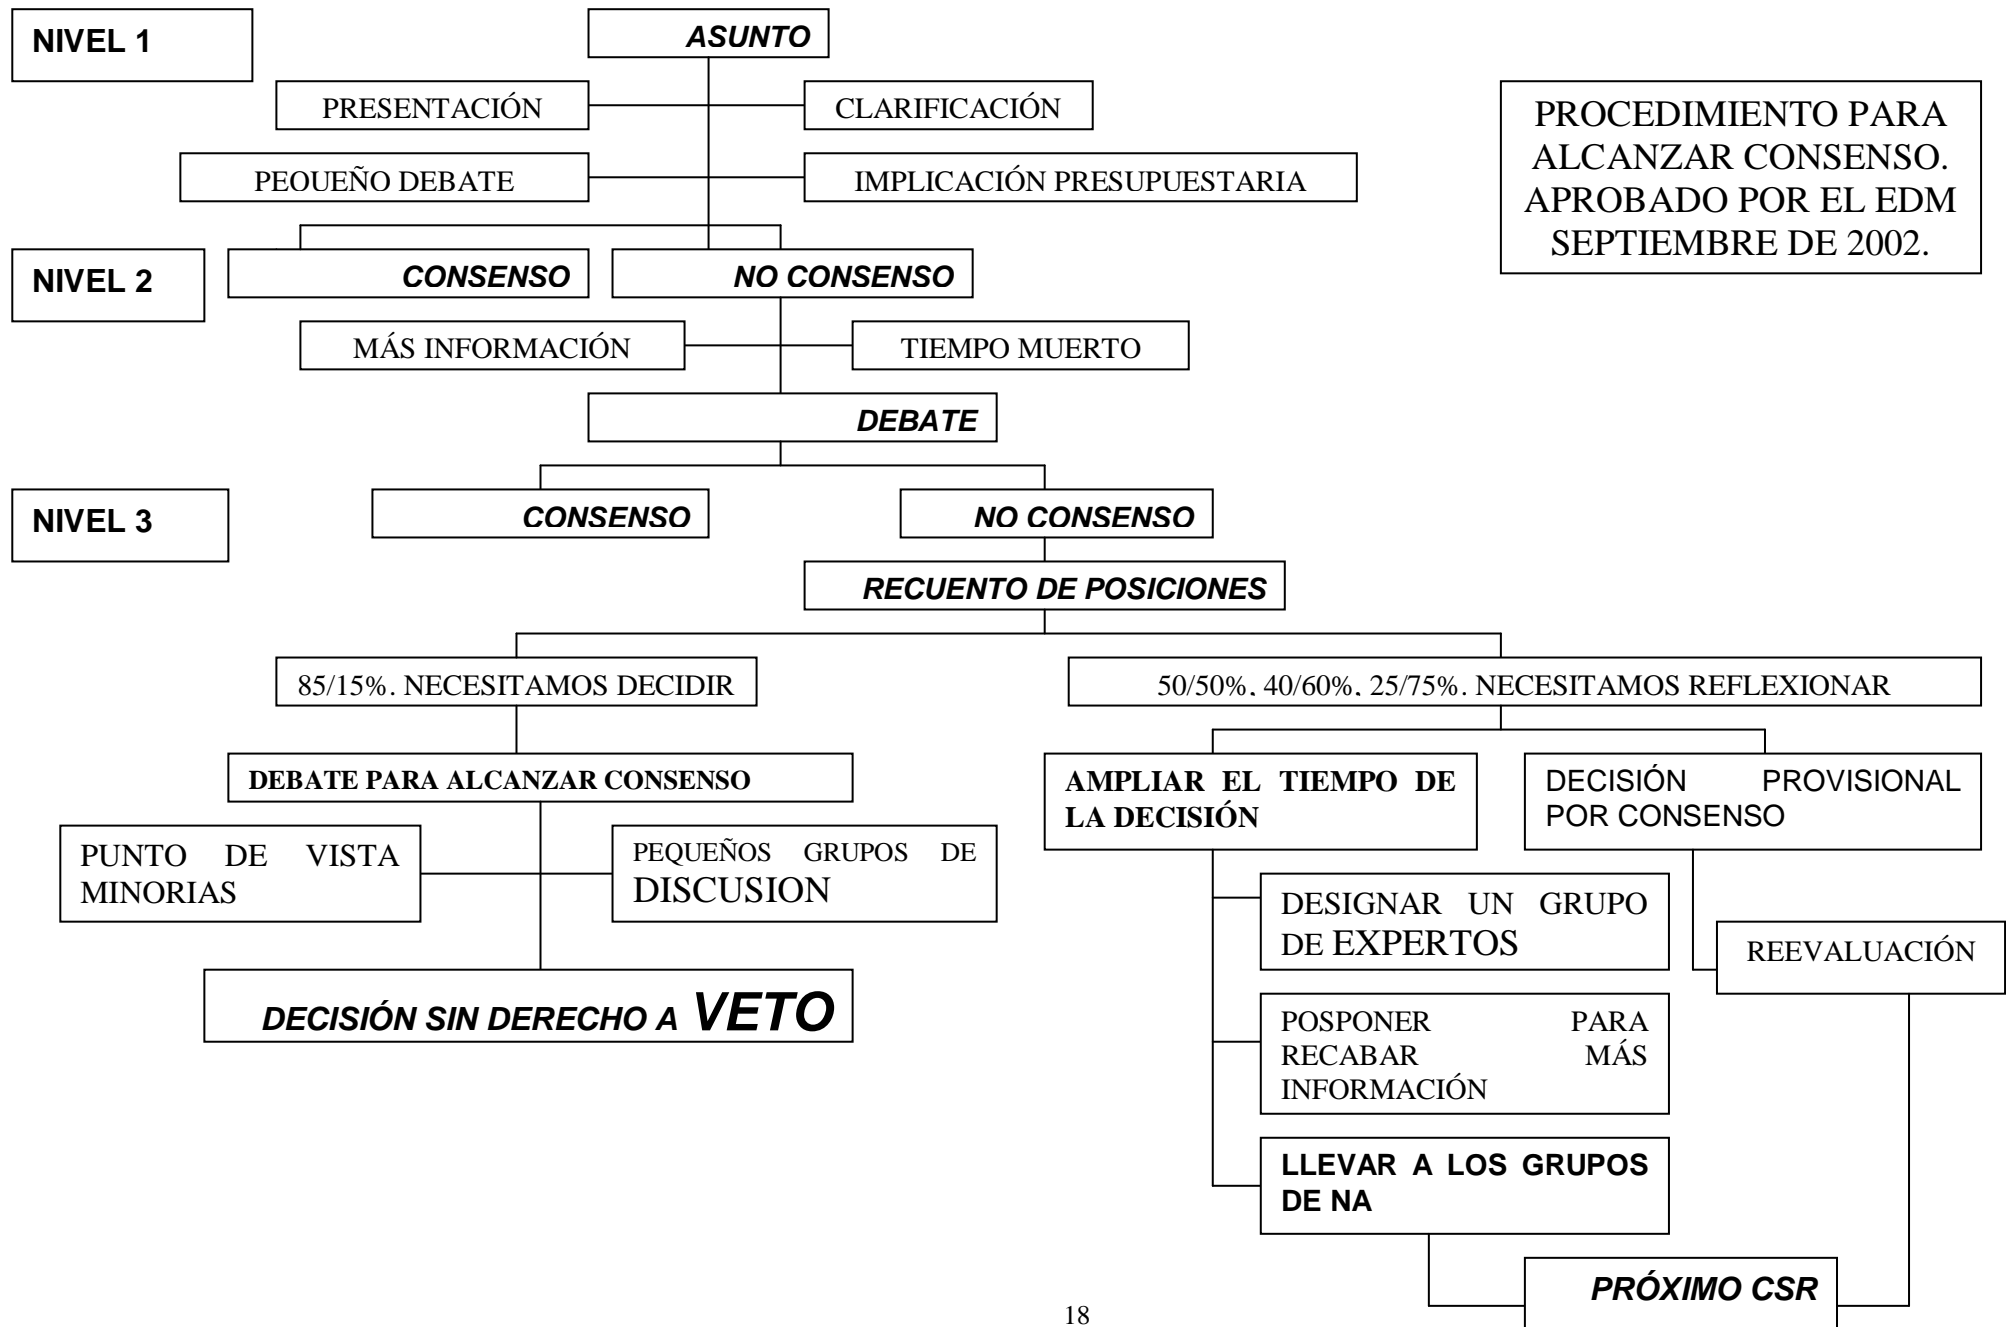 NIVEL 1
ASUNTO
PRESENTACIÓN
CLARIFICACIÓN
PROCEDIMIENTO PARA
ALCANZAR CONSENSO.
APROBADO POR EL EDM
SEPTIEMBRE DE 2002.
PEQUEÑO DEBATE
IMPLICACIÓN PRESUPUESTARIA
NIVEL 2
CONSENSO
NO CONSENSO
MÁS INFORMACIÓN
TIEMPO MUERTO
DEBATE
NIVEL 3
CONSENSO
NO CONSENSO
RECUENTO DE POSICIONES
85/15%. NECESITAMOS DECIDIR
50/50%, 40/60%, 25/75%. NECESITAMOS REFLEXIONAR
DEBATE PARA ALCANZAR CONSENSO
AMPLIAR EL TIEMPO DE
LA DECISIÓN
DECISIÓN PROVISIONAL
POR CONSENSO
PUNTO DE VISTA
MINORIAS
PEQUEÑOS GRUPOS DE
DISCUSION
DESIGNAR UN GRUPO
DE EXPERTOS
REEVALUACIÓN
DECISIÓN SIN DERECHO A VETO
POSPONER PARA
RECABAR MÁS
INFORMACIÓN
LLEVAR A LOS GRUPOS
DE NA
PRÓXIMO CSR
18